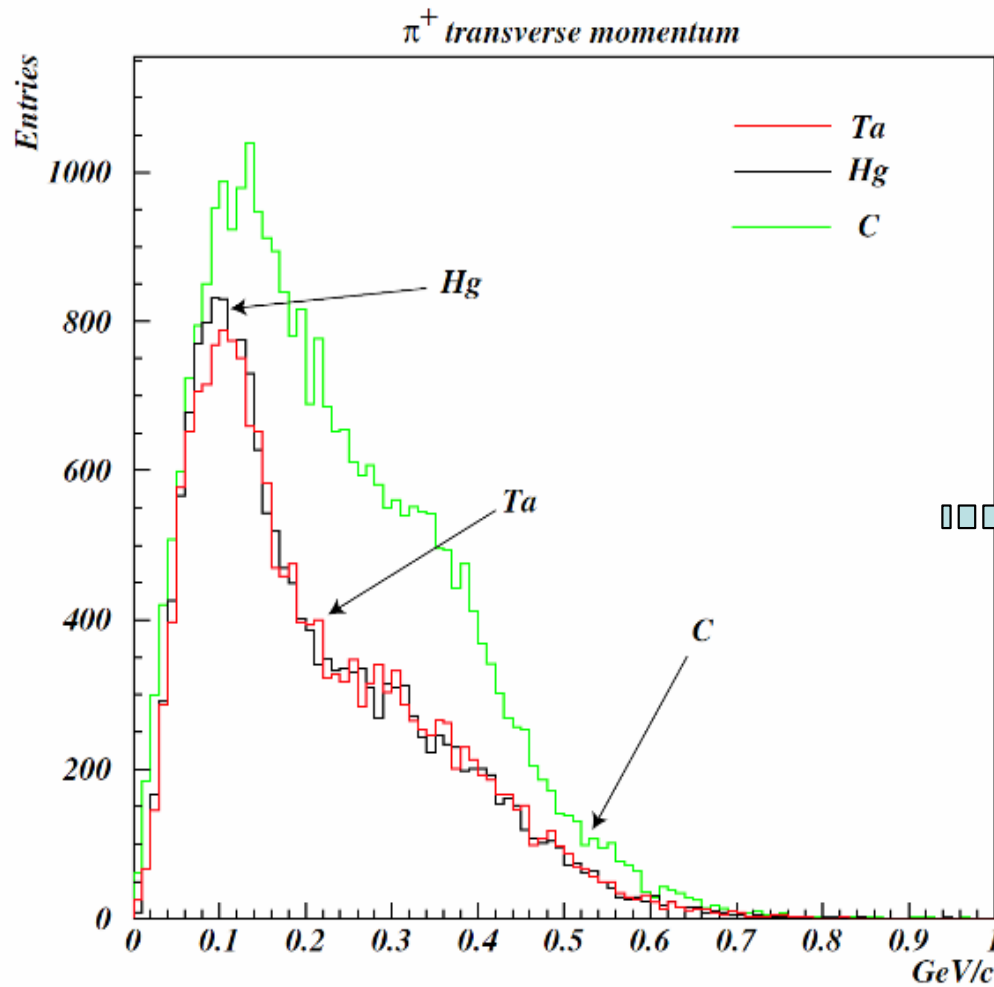 π+ transverse momentum
Entries
1000
800
600
400
200
0
Ta
Hg
C
Hg
Ta
C
0 0.1 0.2 0.3 0.4 0.5 0.6 0.7 0.8 0.9 1
GeV/c